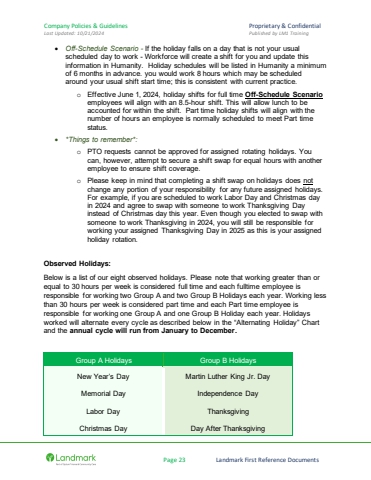 Company Policies & Guidelines Proprietary & Confidential
Last Updated: 10/21/2024 Published by LM1 Training
• Off-Schedule Scenario - If the holiday falls on a day that is not your usual
scheduled day to work - Workforce will create a shift for you and update this
information in Humanity. Holiday schedules will be listed in Humanity a minimum
of 6 months in advance. you would work 8 hours which may be scheduled
around your usual shift start time; this is consistent with current practice.
o Effective June 1, 2024, holiday shifts for full time Off-Schedule Scenario
employees will align with an 8.5-hour shift. This will allow lunch to be
accounted for within the shift. Part time holiday shifts will align with the
number of hours an employee is normally scheduled to meet Part time
status.
• *Things to remember*:
o PTO requests cannot be approved for assigned rotating holidays. You
can, however, attempt to secure a shift swap for equal hours with another
employee to ensure shift coverage.
o Please keep in mind that completing a shift swap on holidays does not
change any portion of your responsibility for any future assigned holidays.
For example, if you are scheduled to work Labor Day and Christmas day
in 2024 and agree to swap with someone to work Thanksgiving Day
instead of Christmas day this year. Even though you elected to swap with
someone to work Thanksgiving in 2024, you will still be responsible for
working your assigned Thanksgiving Day in 2025 as this is your assigned
holiday rotation.
Observed Holidays:
Below is a list of our eight observed holidays. Please note that working greater than or
equal to 30 hours per week is considered full time and each fulltime employee is
responsible for working two Group A and two Group B Holidays each year. Working less
than 30 hours per week is considered part time and each Part time employee is
responsible for working one Group A and one Group B Holiday each year. Holidays
worked will alternate every cycle as described below in the "Alternating Holiday" Chart
and the annual cycle will run from January to December.
Group A Holidays Group B Holidays
New Year's Day Martin Luther King Jr. Day
Memorial Day Independence Day
Labor Day Thanksgiving
Christmas Day Day After Thanksgiving
Landmark Page 23 Landmark First Reference Documents